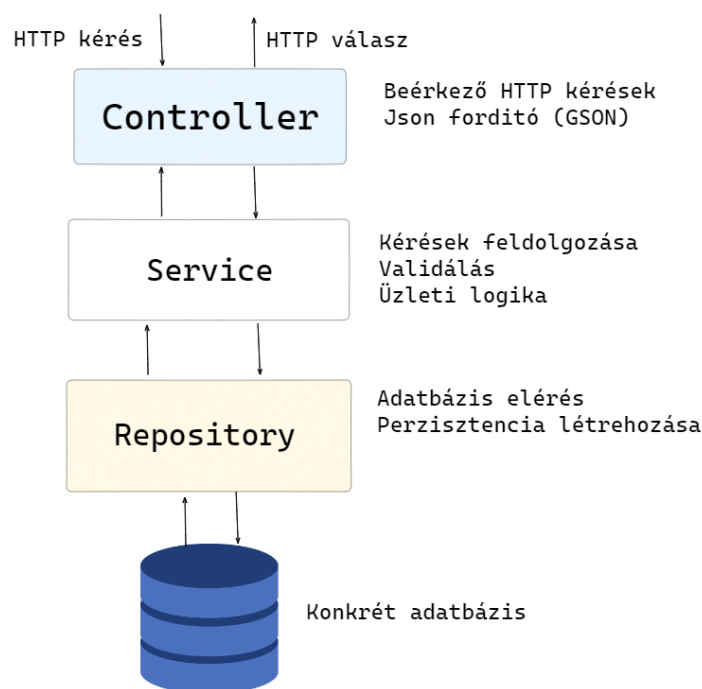 HTTP kérés
HTTP válasz
Controller
Beérkező HTTP kérések
Json forditó (GSON)
Service
Kérések feldolgozása
Validálás
Üzleti logika
Repository
Adatbázis elérés
Perzisztencia létrehozása
Konkrét adatbázis